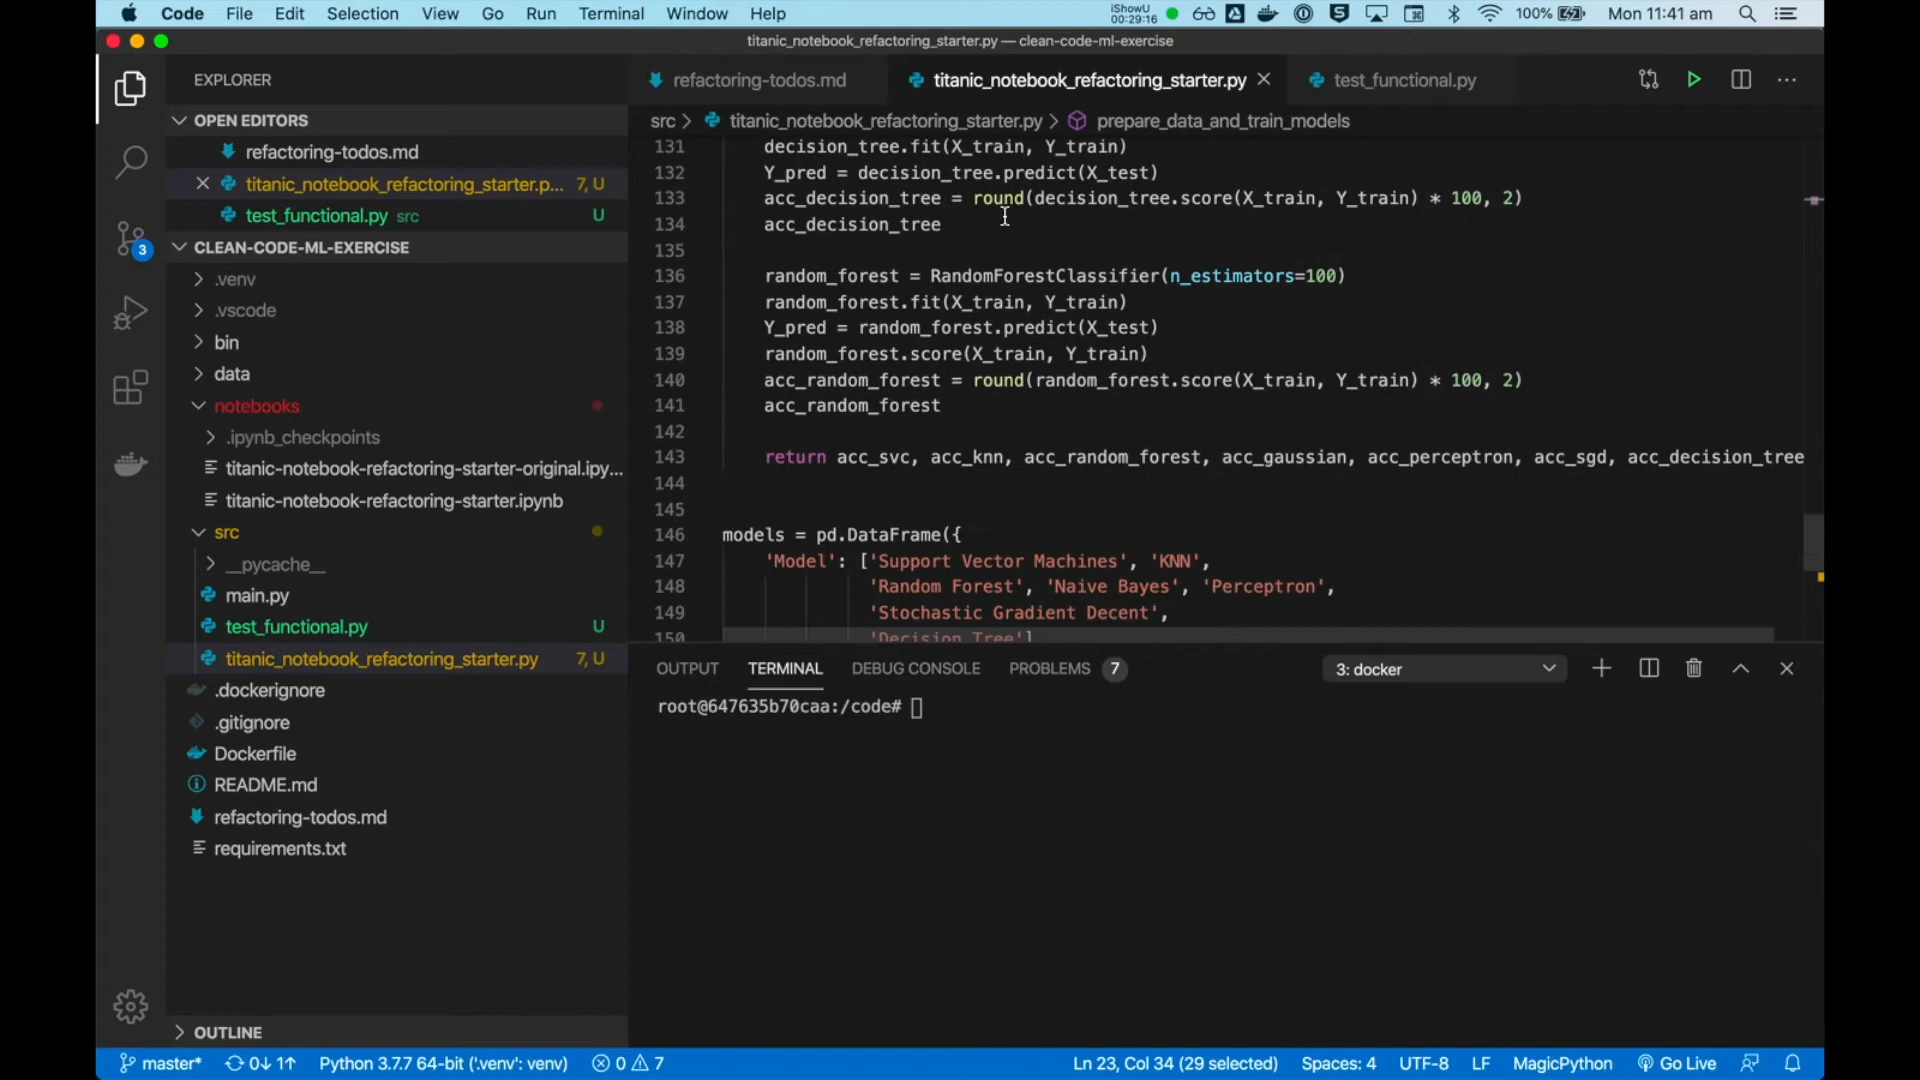 Code File Edit Selection View Go Run Terminal Window Help iShowU 00:29:16 100% Mon 11:41 am
titanic_notebook_refactoring_starter.py — clean-code-ml-exercise
EXPLORER
OPEN EDITORS
refactoring-todos.md
titanic_notebook_refactoring_starter.p... 7, U
test_functional.py src U
CLEAN-CODE-ML-EXERCISE
.venv
.vscode
bin
data
notebooks
.ipynb_checkpoints
titanic-notebook-refactoring-starter-original.ipy...
titanic-notebook-refactoring-starter.ipynb
src
__pycache__
main.py
test_functional.py U
titanic_notebook_refactoring_starter.py 7, U
.dockerignore
.gitignore
Dockerfile
README.md
refactoring-todos.md
requirements.txt
OUTLINE
3
refactoring-todos.md titanic_notebook_refactoring_starter.py test_functional.py
src > titanic_notebook_refactoring_starter.py > prepare_data_and_train_models
131 decision_tree.fit(X_train, Y_train)
132 Y_pred = decision_tree.predict(X_test)
133 acc_decision_tree = round(decision_tree.score(X_train, Y_train) * 100, 2)
134 acc_decision_tree
135
136 random_forest = RandomForestClassifier(n_estimators=100)
137 random_forest.fit(X_train, Y_train)
138 Y_pred = random_forest.predict(X_test)
139 random_forest.score(X_train, Y_train)
140 acc_random_forest = round(random_forest.score(X_train, Y_train) * 100, 2)
141 acc_random_forest
142
143 return acc_svc, acc_knn, acc_random_forest, acc_gaussian, acc_perceptron, acc_sgd, acc_decision_tree
144
145
146 models = pd.DataFrame({
147 'Model': ['Support Vector Machines', 'KNN',
148 'Random Forest', 'Naive Bayes', 'Perceptron',
149 'Stochastic Gradient Decent',
150 'Decision Tree']
OUTPUT TERMINAL DEBUG CONSOLE PROBLEMS 7 3: docker
root@647635b70caa:/code#
master* 0↓ 1↑ Python 3.7.7 64-bit ('.venv': venv) 0 7 Ln 23, Col 34 (29 selected) Spaces: 4 UTF-8 LF MagicPython Go Live